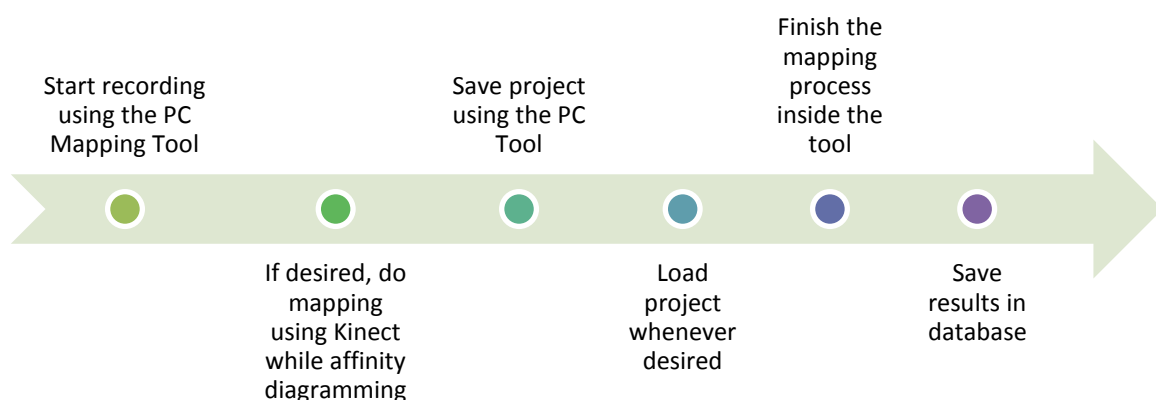 Start recording
using the PC
Mapping Tool
If desired, do
mapping
using Kinect
while affinity
diagramming
Save project
using the PC
Tool
Load
project
whenever
desired
Finish the
mapping
process
inside the
tool
Save
results in
database